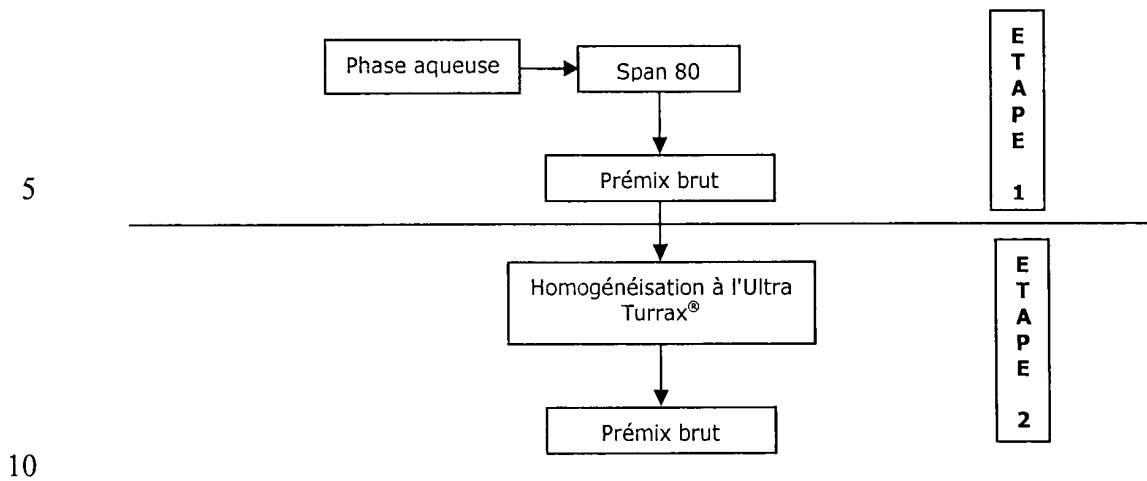 Phase aqueuse
Span 80
Prémix brut
E
T
A
P
E
1
5
Homogénéisation à l'Ultra
Turrax®
Prémix brut
E
T
A
P
E
2
10